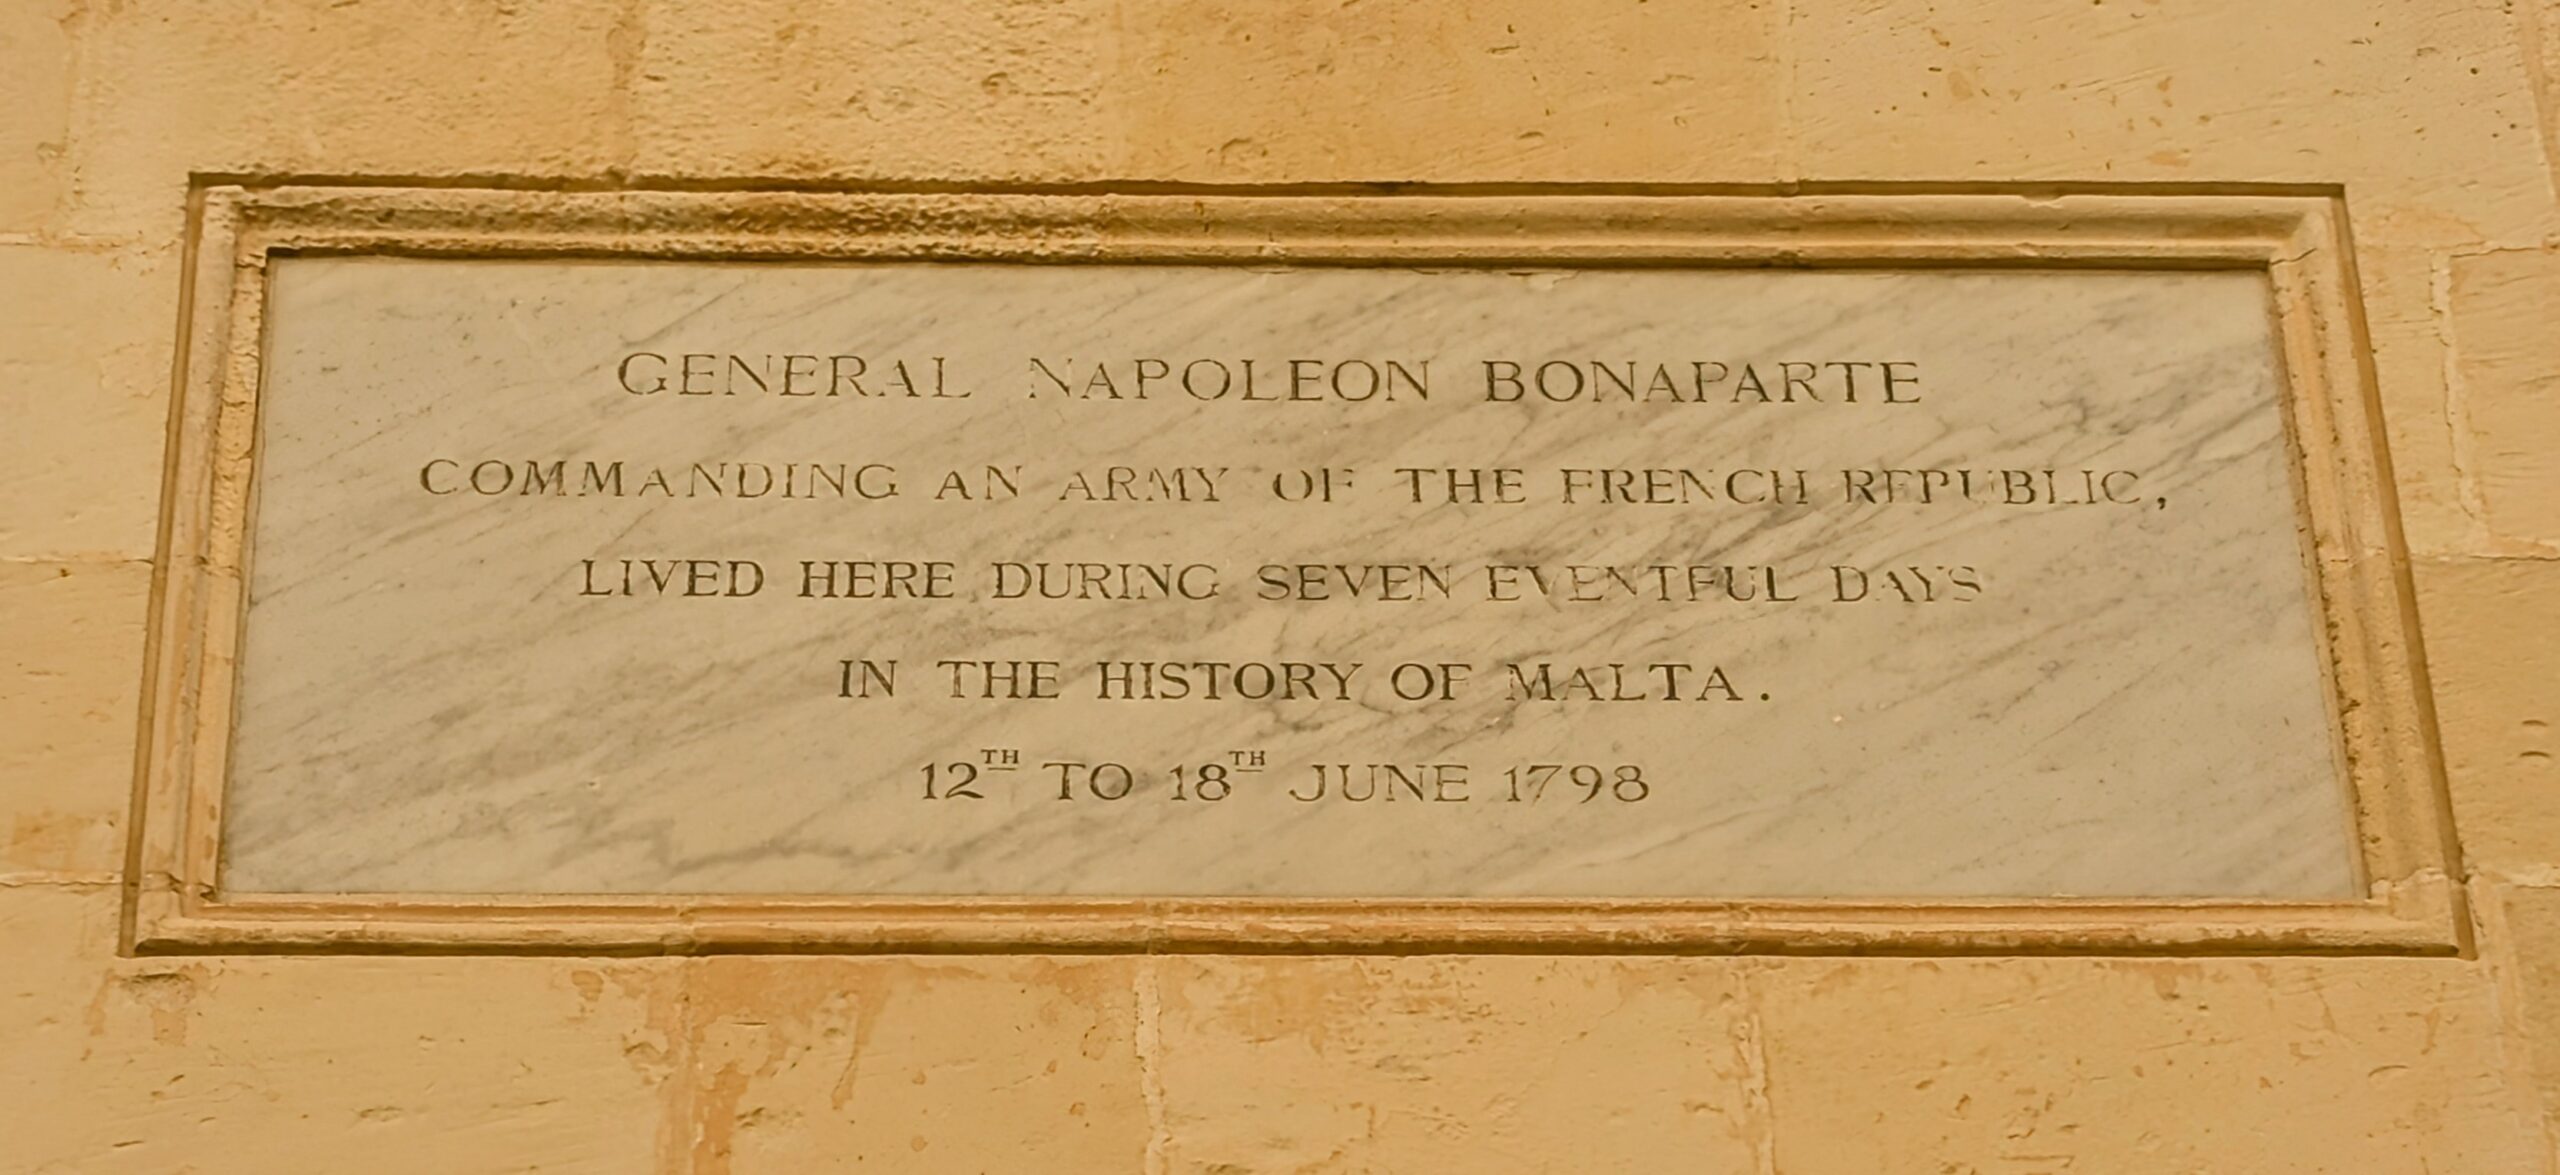 GENERAL NAPOLEON BONAPARTE
COMMANDING AN ARMY OF THE FRENCH REPUBLIC,
LIVED HERE DURING SEVEN EVENTFUL DAYS
IN THE HISTORY OF MALTA.
12TH TO 18TH JUNE 1798